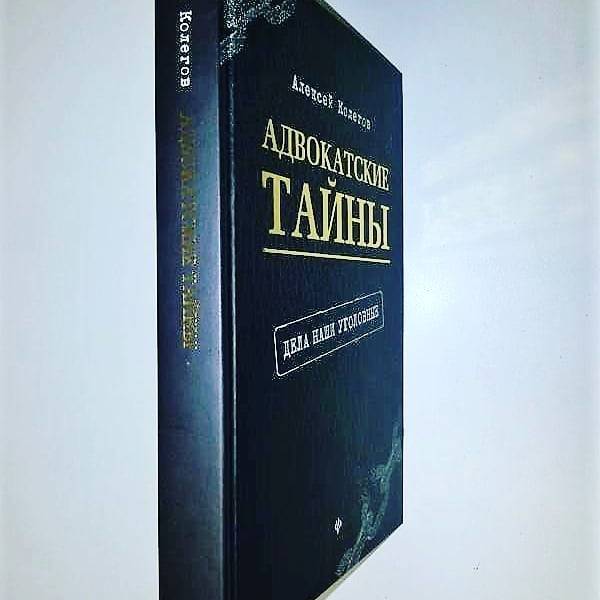 Алексей Колегов
АДВОКАТСКИЕ
ТАЙНЫ
ДЕЛА НАШИ УГОЛОВНЫЕ
Колегов
АДВОКАТСКИЕ ТАЙНЫ